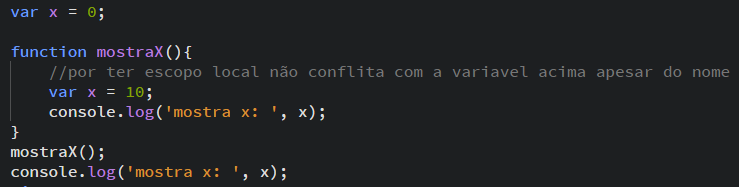 var x = 0;
function mostraX(){
//por ter escopo local não conflita com a variavel acima apesar do nome
var x = 10;
console.log('mostra x: ', x);
}
mostraX();
console.log('mostra x: ', x);